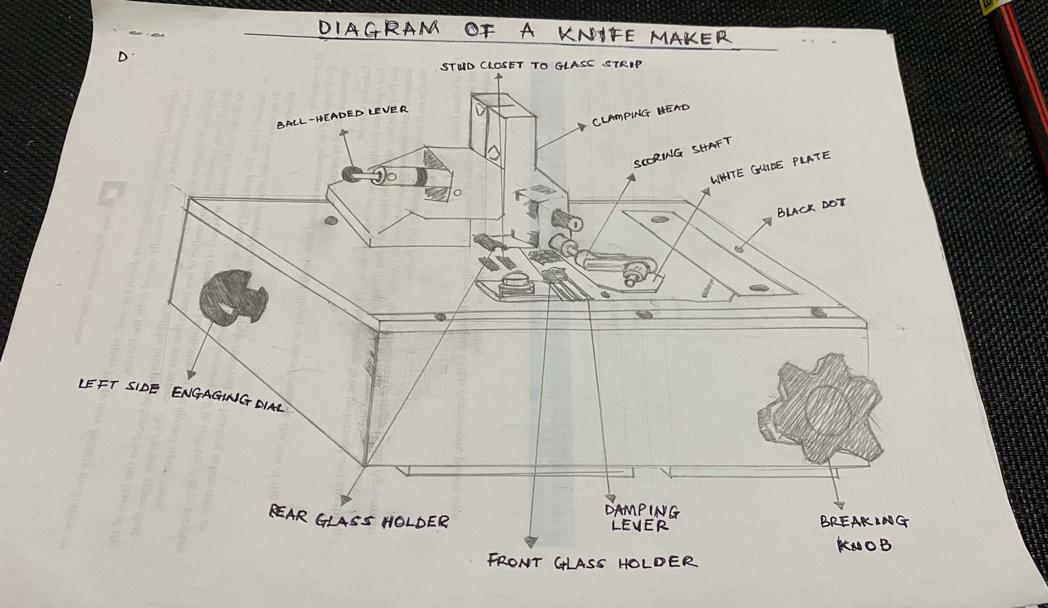 DIAGRAM OF A KNIFE MAKER
D.
STUD CLOSET TO GLASS STRIP
BALL-HEADED LEVER
CLAMPING HEAD
SCORING SHAFT
WHITE GUIDE PLATE
BLACK DOT
LEFT SIDE ENGAGING DIAL
REAR GLASS HOLDER
DAMPING
LEVER
BREAKING
KNOB
FRONT GLASS HOLDER